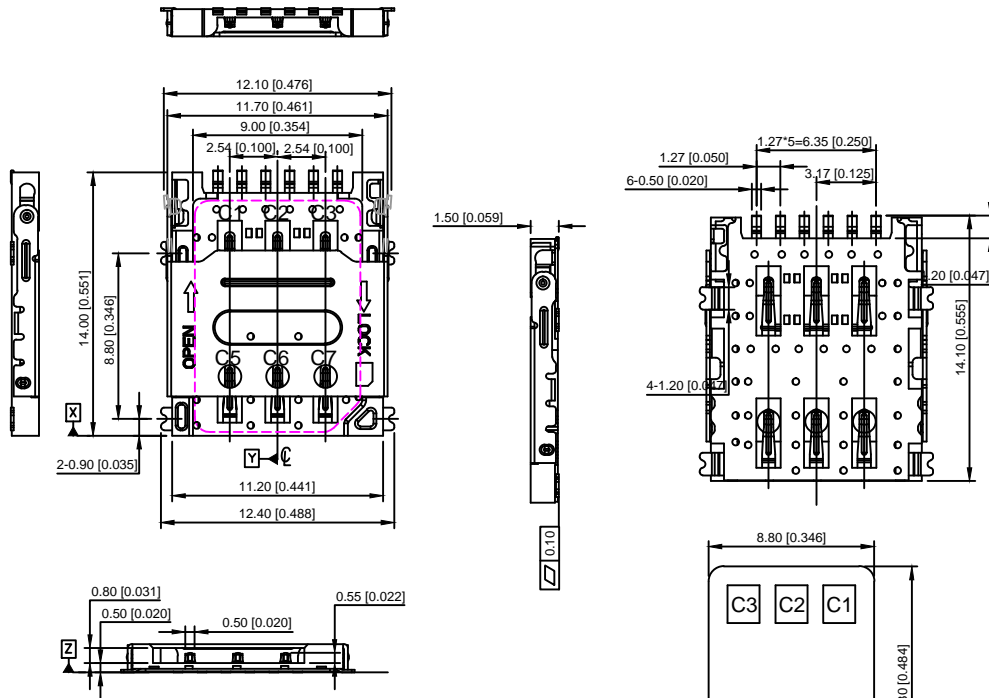 12.10 [0.476]
11.70 [0.461]
9.00 [0.354]
2.54 [0.100]
2.54 [0.100]
C1
C2
C3
14.00 [0.551]
8.80 [0.346]
OPEN
LOCK
C5
C6
C7
X
2-0.90 [0.035]
Y
11.20 [0.441]
12.40 [0.488]
1.50 [0.059]
0.10
1.27*5=6.35 [0.250]
1.27 [0.050]
3.17 [0.125]
6-0.50 [0.020]
.20 [0.047]
14.10 [0.555]
4-1.20 [0.047]
0.80 [0.031]
0.50 [0.020]
0.50 [0.020]
0.55 [0.022]
Z
8.80 [0.346]
C3
C2
C1
[0.484]